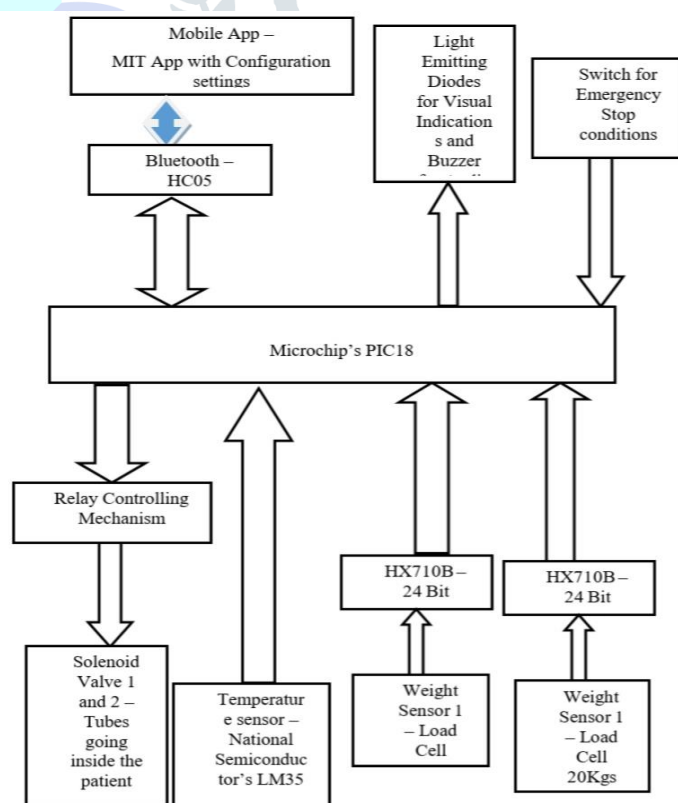 Mobile App –
MIT App with Configuration
settings
Light
Emitting
Diodes
for Visual
Indication
s and
Buzzer
Switch for
Emergency
Stop
conditions
Bluetooth –
HC05
Microchip's PIC18
Relay Controlling
Mechanism
HX710B –
24 Bit
HX710B –
24 Bit
Solenoid
Valve 1
and 2 –
Tubes
going
inside the
patient
Temperatur
e sensor –
National
Semiconduc
tor's LM35
Weight
Sensor 1
– Load
Cell
Weight
Sensor 1
– Load
Cell
20Kgs